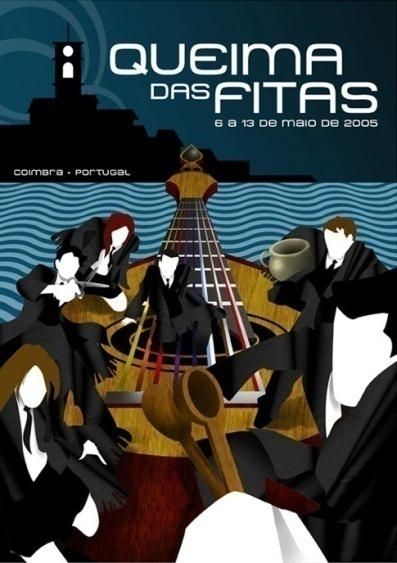 QUEIMA
DAS FITAS
6 A 13 DE MAIO DE 2005
COIMBRA • PORTUGAL